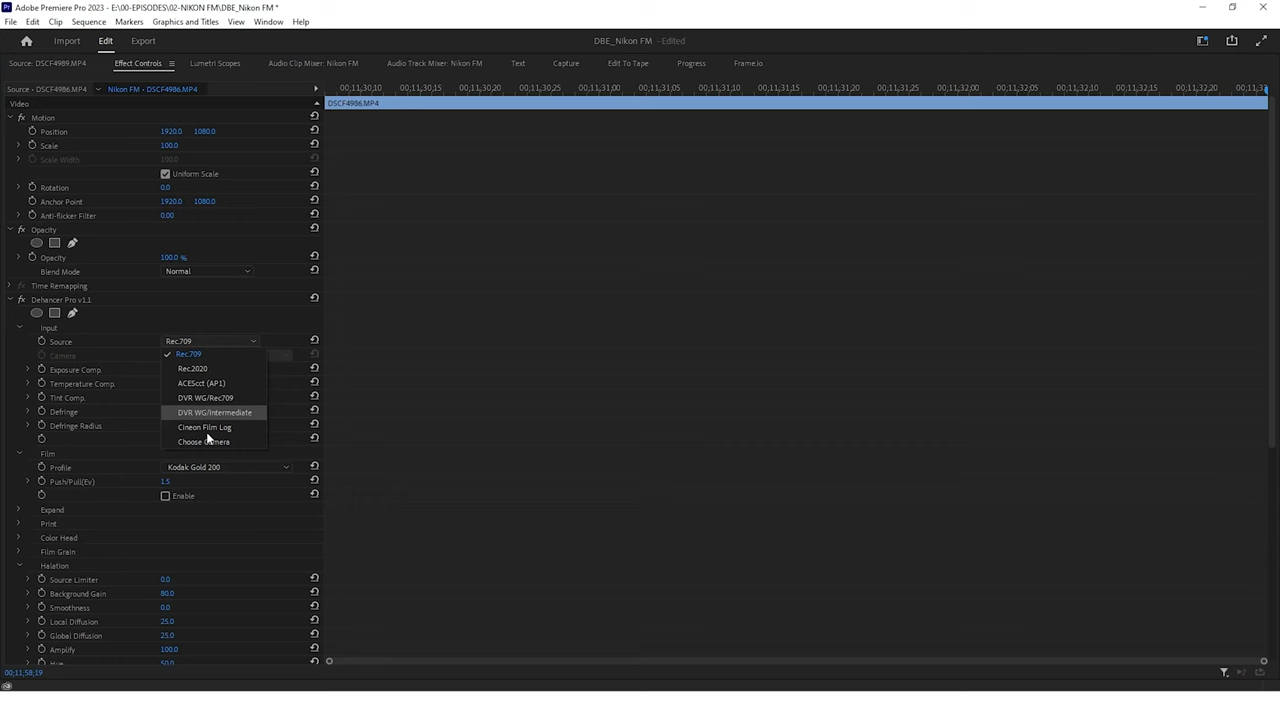 Adobe Premiere Pro 2023 - E:\00-EPISODES\02-NIKON FM\DBE_Nikon FM *
File Edit Clip Sequence Markers Graphics and Titles View Window Help
Import Edit Export DBE_Nikon FM - Edited
Source: DSCF4989.MP4 Effect Controls Lumetri Scopes Audio Clip Mixer: Nikon FM Audio Track Mixer: Nikon FM Text Capture Edit To Tape Progress Frame.io
Source • DSCF4986.MP4 Nikon FM • DSCF4986.MP4 00;11;30;10 00;11;30;15 00;11;30;20 00;11;30;25 00;11;31;00 00;11;31;05 00;11;31;10 00;11;31;15 00;11;31;20 00;11;31;25 00;11;32;00 00;11;32;05 00;11;32;10 00;11;32;15 00;11;32;20 00;11;3
Video DSCF4986.MP4
fx Motion
Position 1920.0 1080.0
Scale 100.0
Scale Width 100.0
Uniform Scale
Rotation 0.0
Anchor Point 1920.0 1080.0
Anti-flicker Filter 0.00
fx Opacity
Opacity 100.0 %
Blend Mode Normal
Time Remapping
fx Dehancer Pro v1.1
Input
Source Rec.709
Camera Rec709
Exposure Comp. Rec.2020
Temperature Comp. ACEScct (AP1)
Tint Comp. DVR WG/Rec709
Defringe DVR WG/Intermediate
Defringe Radius Cineon Film Log
Choose Camera
Film
Profile Kodak Gold 200
Push/Pull(Ev) 1.5
Enable
Expand
Print
Color Head
Film Grain
Halation
Source Limiter 0.0
Background Gain 80.0
Smoothness 0.0
Local Diffusion 25.0
Global Diffusion 25.0
Amplify 100.0
Hue 50.0
00;11;58;19